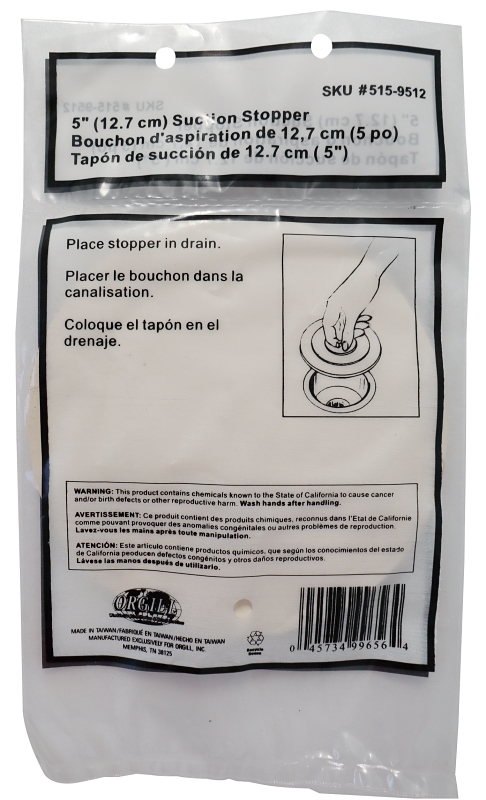 SKU #515-9512
5" (12.7 cm) Suction Stopper
Bouchon d'aspiration de 12,7 cm (5 po)
Tapón de succión de 12.7 cm ( 5")
Place stopper in drain.
Placer le bouchon dans la
canalisation.
Coloque el tapón en el
drenaje.
WARNING: This product contains chemicals known to the State of California to cause cancer
and/or birth defects or other reproductive harm. Wash hands after handling.
AVERTISSEMENT: Ce produit contient des produits chimiques, reconnus dans l'Etat de Californie
comme pouvant provoquer des anomalies congénitales ou autres problèmes de reproduction.
Lavez-vous les mains après toute manipulation.
ATENCIÓN: Este artículo contiene productos químicos, que según los conocimientos del estado
de California producen defectos congénitos y otros daños reproductivos.
Lávese las manos después de utilizarlo.
ORGILL
MADE IN TAIWAN/FABRIQUÉ EN TAIWAN/HECHO EN TAIWAN
MANUFACTURED EXCLUSIVELY FOR ORGILL, INC.
MEMPHIS, TN 38125
0 45734 99656 4